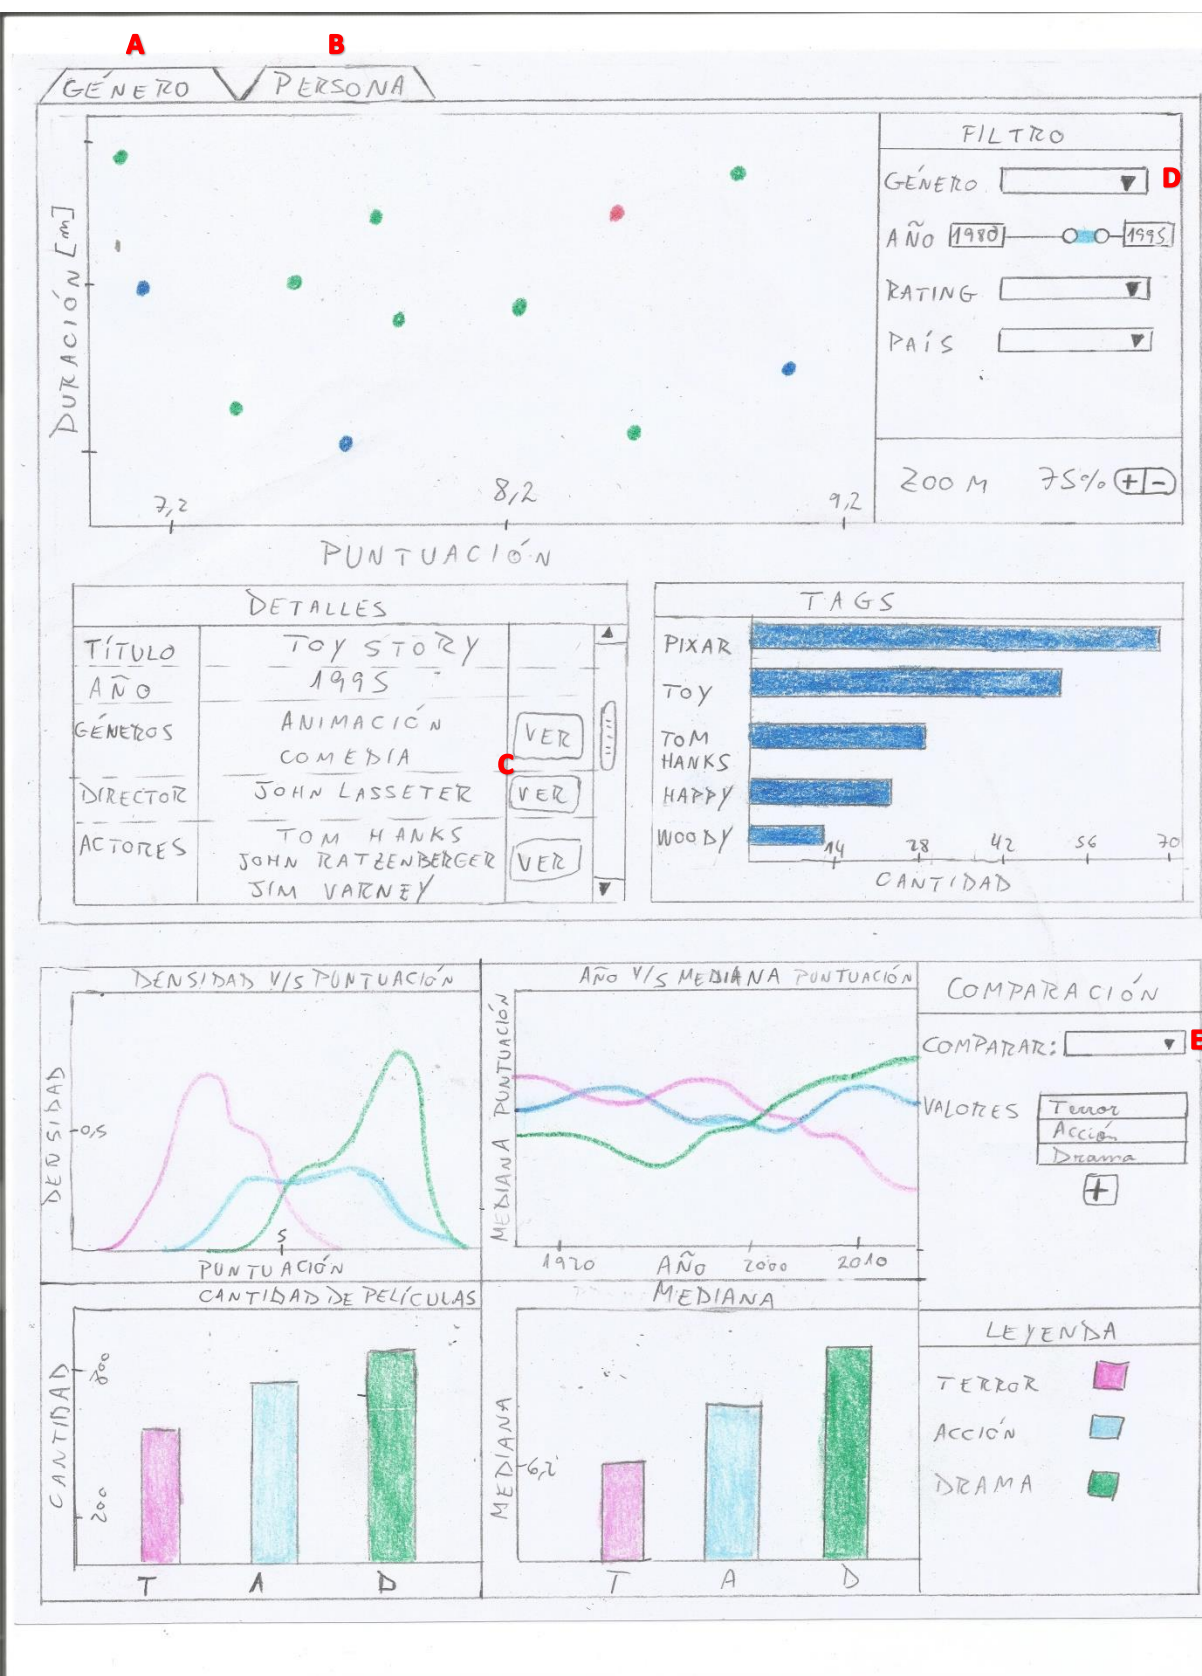 A
B
GÉNERO
PERSONA
DURACIÓN [m]
7,2
8,2
9,2
PUNTUACIÓN
FILTRO
GÉNERO
D
AÑO 1980 1995
RATING
PAÍS
ZOOM 75% + -
DETALLES
TÍTULO TOY STORY
AÑO 1995
GÉNEROS ANIMACIÓN VER
COMEDIA
C
DIRECTOR JOHN LASSETER VER
ACTORES TOM HANKS
JOHN RATZENBERGER VER
JIM VARNEY
TAGS
PIXAR
TOY
TOM
HANKS
HAPPY
WOODY
14 28 42 56 70
CANTIDAD
DENSIDAD V/S PUNTUACIÓN
DENSIDAD
0,5
5
PUNTUACIÓN
AÑO V/S MEDIANA PUNTUACIÓN
MEDIANA PUNTUACIÓN
1920 AÑO 2000 2010
COMPARACIÓN
COMPARAR:
E
VALORES Terror
Acción
Drama
+
CANTIDAD DE PELÍCULAS
CANTIDAD
800
200
T A D
MEDIANA
MEDIANA
6,2
T A D
LEYENDA
TERROR
ACCIÓN
DRAMA